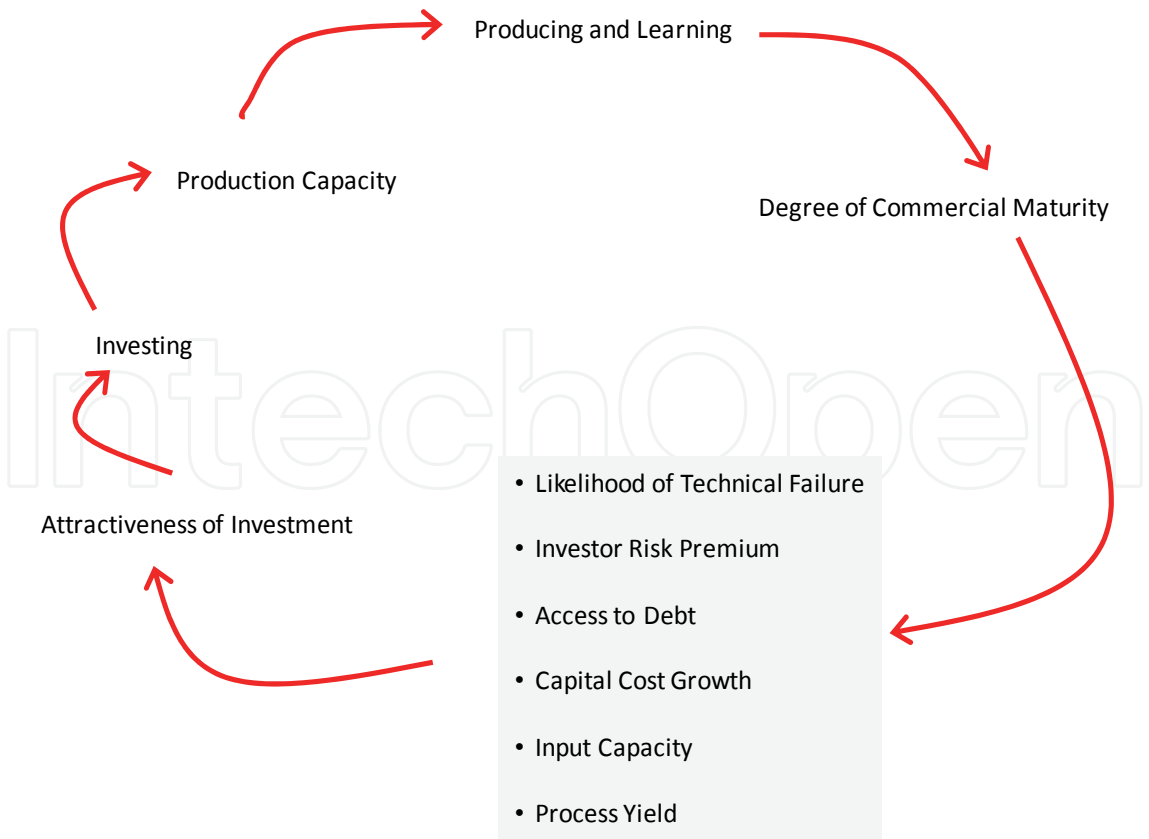 Producing and Learning
Production Capacity
Degree of Commercial Maturity
Investing
IntechOpen
• Likelihood of Technical Failure
Attractiveness of Investment
• Investor Risk Premium
• Access to Debt
• Capital Cost Growth
• Input Capacity
• Process Yield